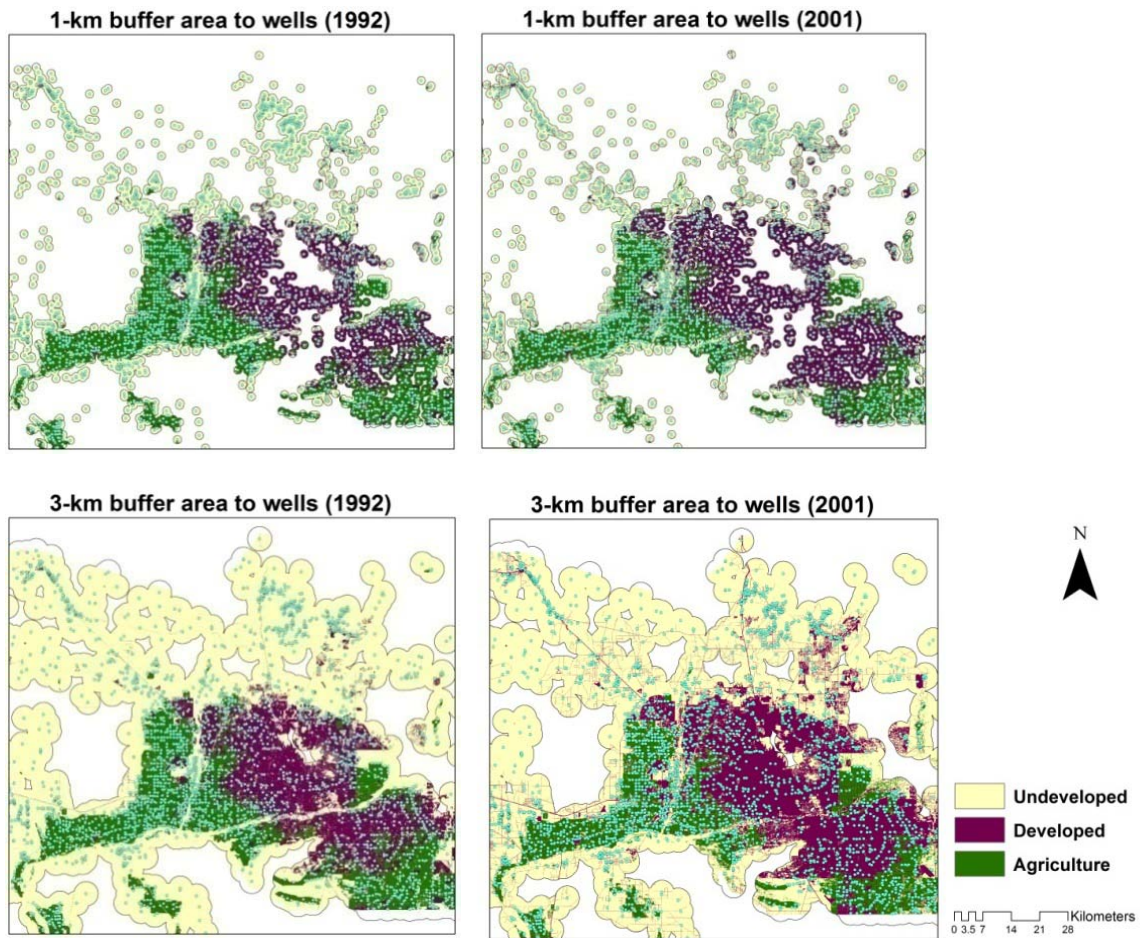 1-km buffer area to wells (1992)
1-km buffer area to wells (2001)
3-km buffer area to wells (1992)
3-km buffer area to wells (2001)
N
Undeveloped
Developed
Agriculture
Kilometers
0 3.5 7 14 21 28